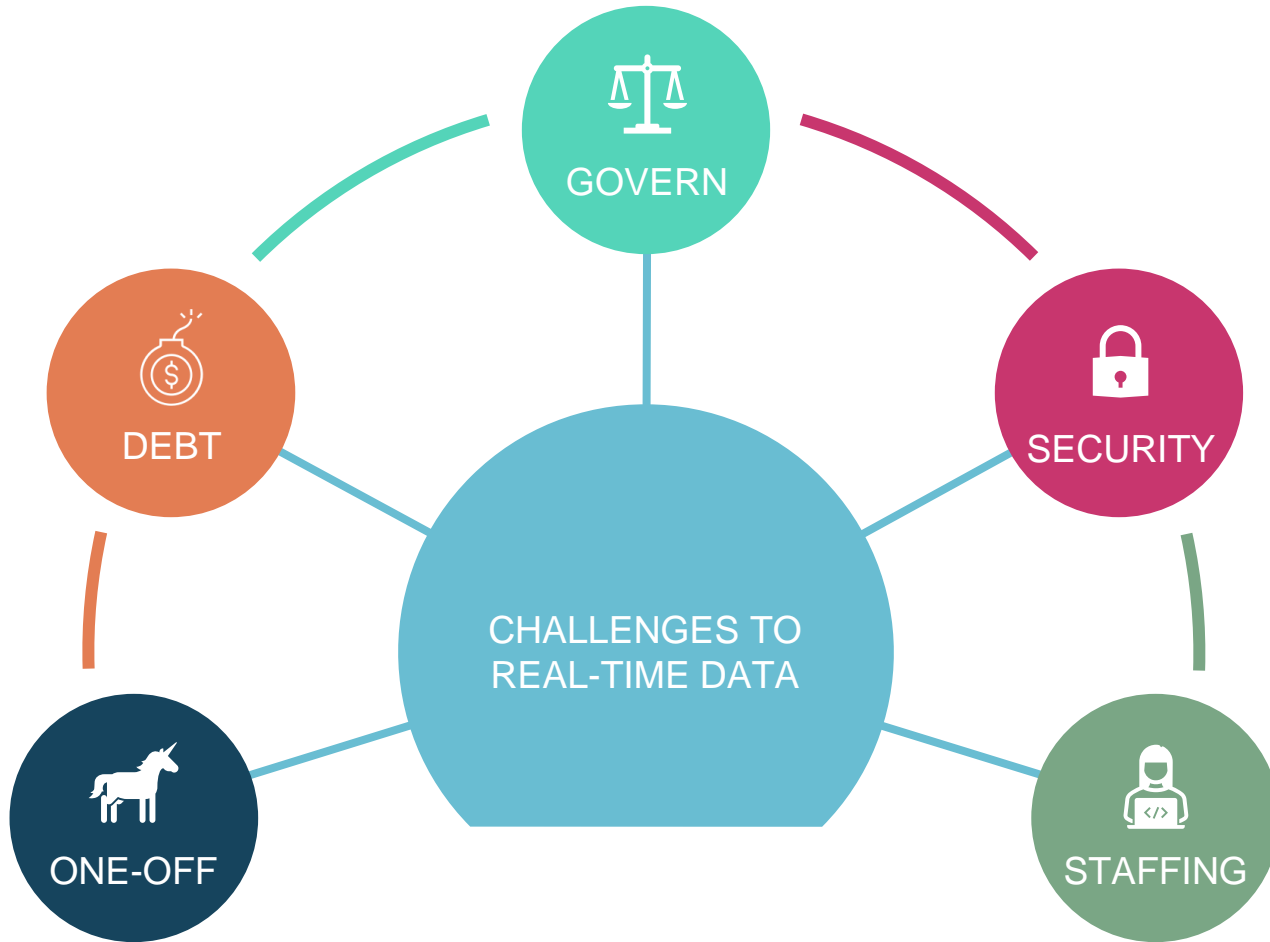 GOVERN
DEBT
SECURITY
CHALLENGES TO
REAL-TIME DATA
ONE-OFF
STAFFING
$
</>